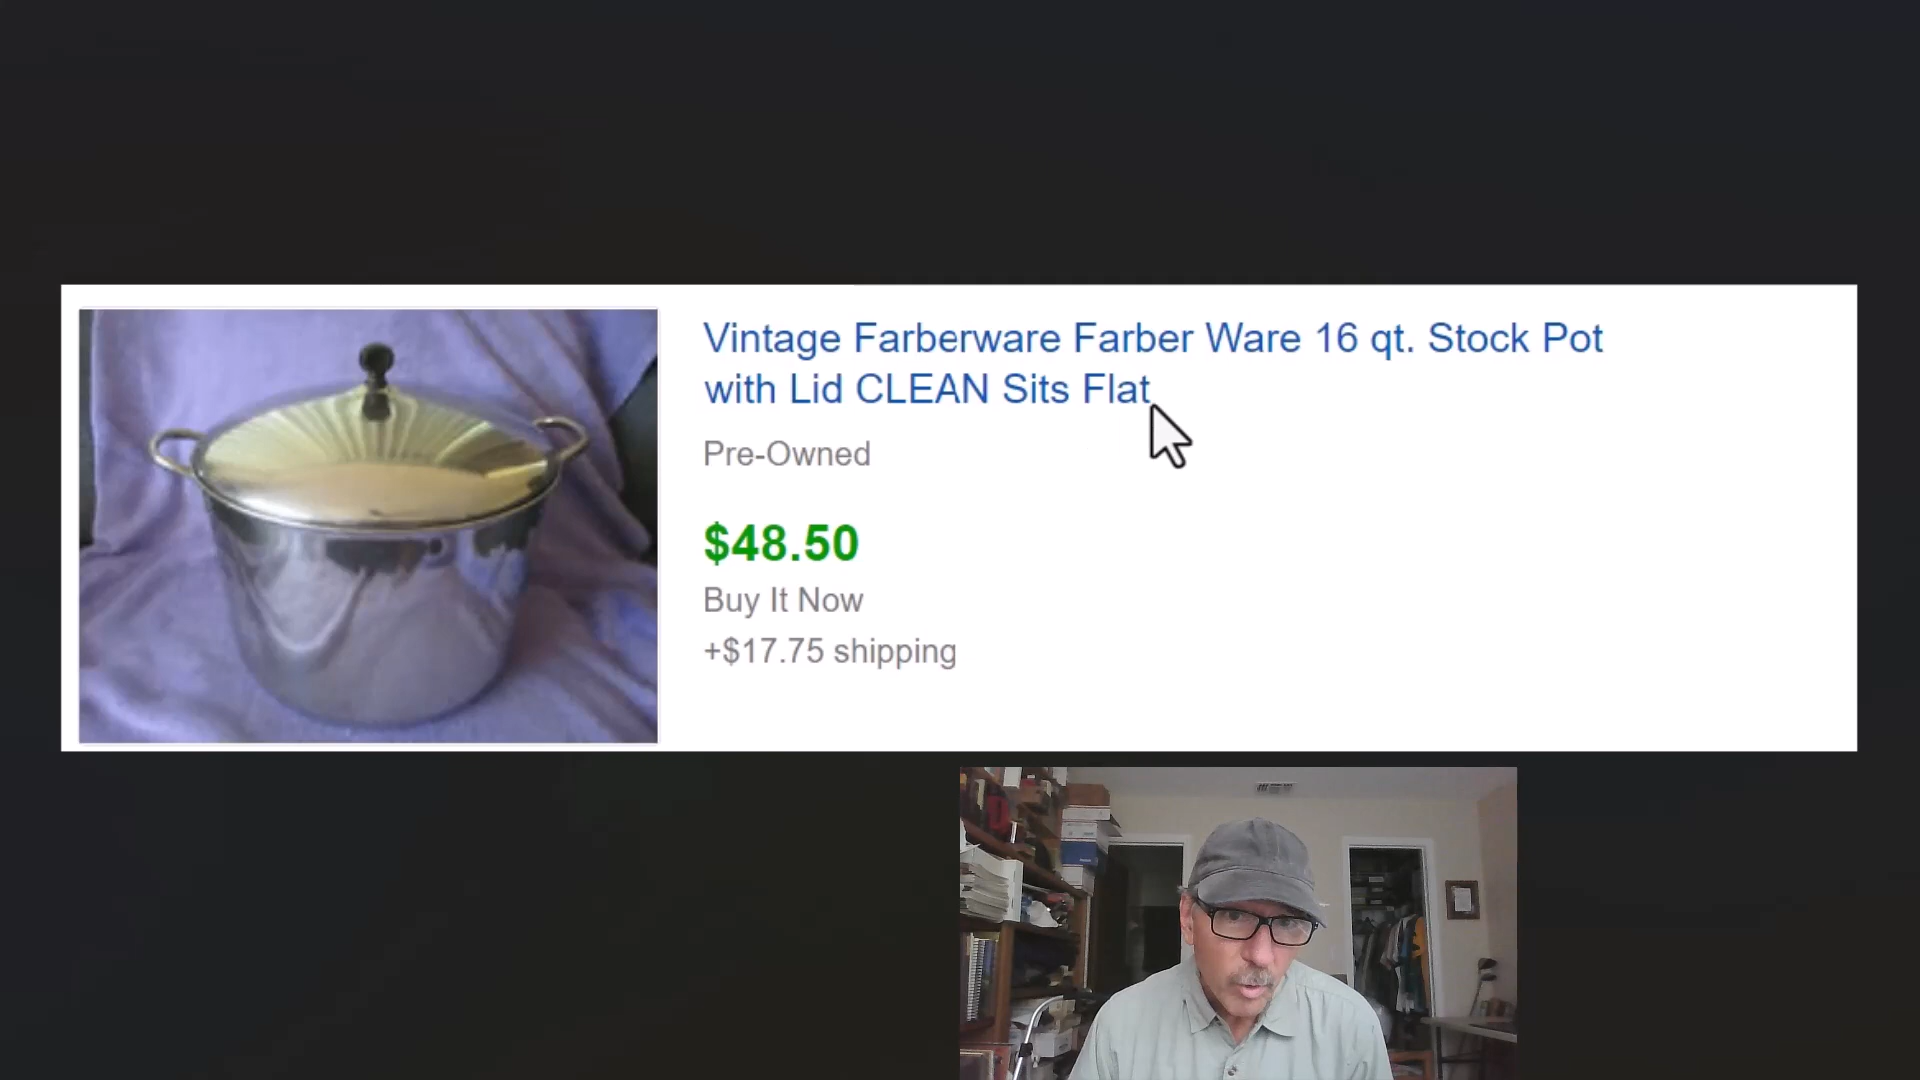 Vintage Farberware Farber Ware 16 qt. Stock Pot
with Lid CLEAN Sits Flat
Pre-Owned
$48.50
Buy It Now
+$17.75 shipping